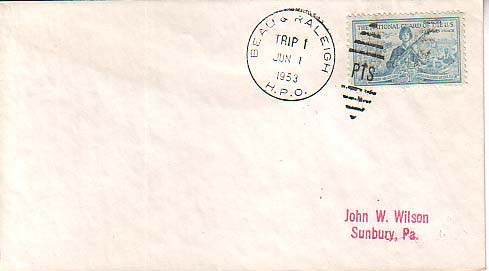 BEAU & RALEIGH
TRIP 1
JUN 1
1953
H.P.O.
THE NATIONAL GUARD OF THE U.S.
PTS
John W. Wilson
Sunbury, Pa.